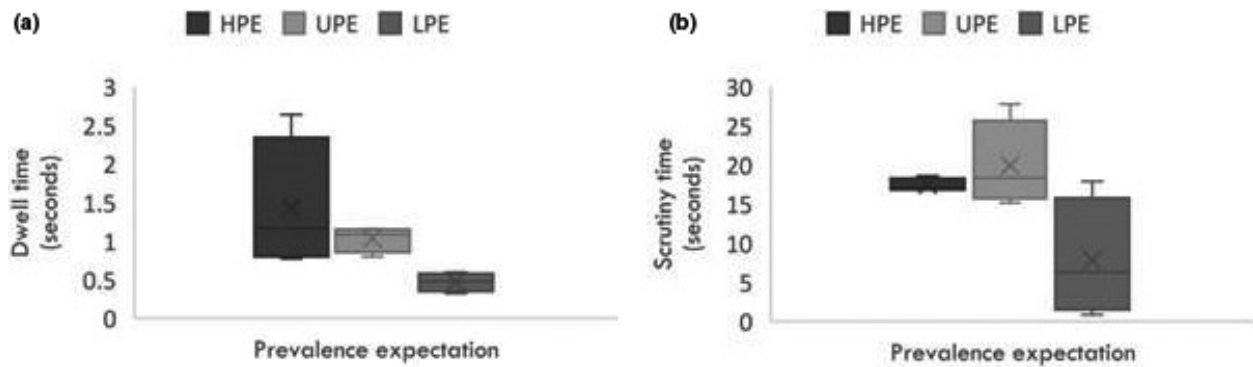 (a)
HPE UPE LPE
3
2.5
2
1.5
1
0.5
0
Dwell time
(seconds)
Prevalence expectation
(b)
HPE UPE LPE
30
25
20
15
10
5
0
Scrutiny time
(seconds)
Prevalence expectation